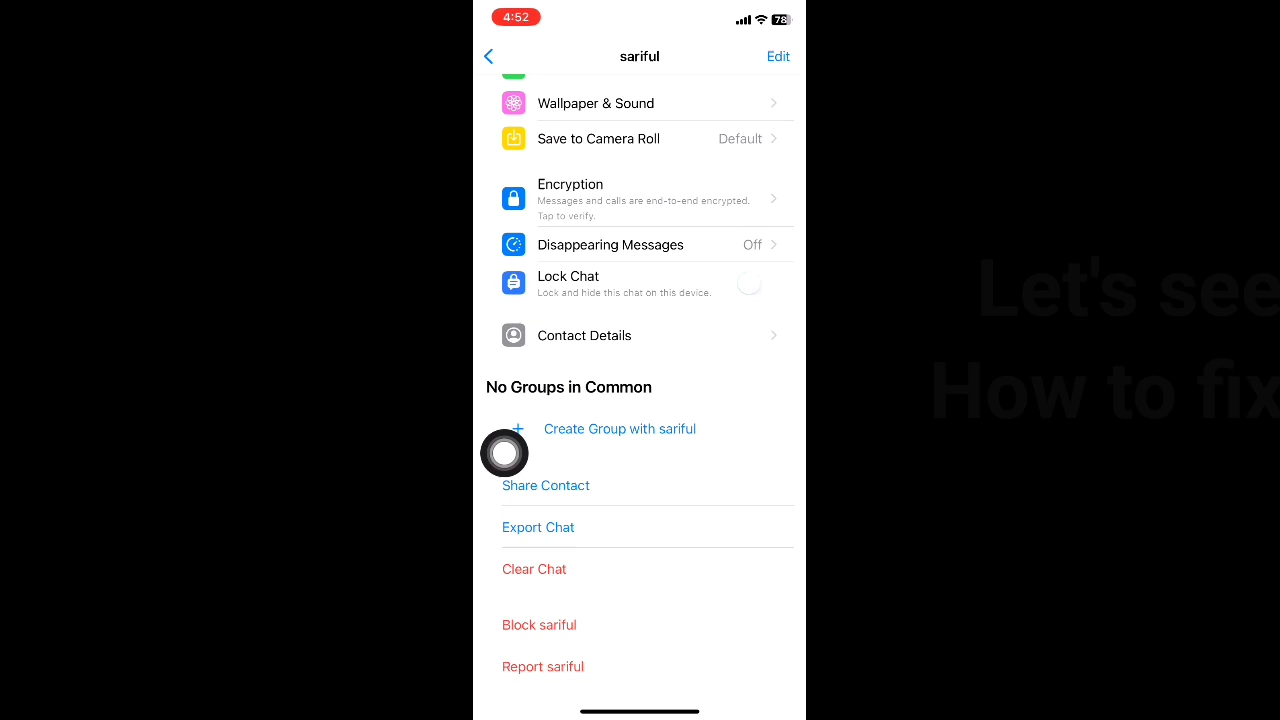 4:52
78
sariful
Edit
Wallpaper & Sound
Save to Camera Roll Default
Encryption
Messages and calls are end-to-end encrypted.
Tap to verify.
Disappearing Messages Off
Lock Chat
Lock and hide this chat on this device.
Contact Details
No Groups in Common
+ Create Group with sariful
Share Contact
Export Chat
Clear Chat
Block sariful
Report sariful
Let's see
How to fix